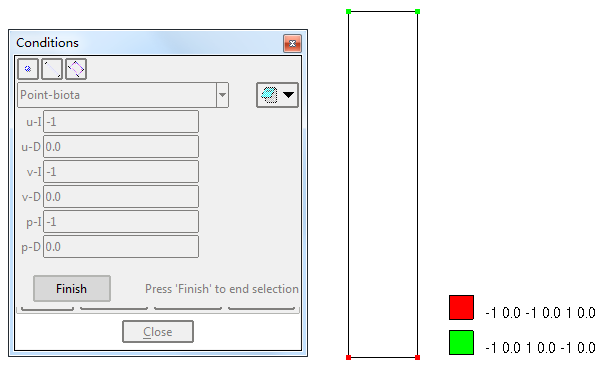 Conditions
Point-biota
u-I -1
u-D 0.0
v-I -1
v-D 0.0
p-I -1
p-D 0.0
Finish Press 'Finish' to end selection
Close
-1 0.0 -1 0.0 1 0.0
-1 0.0 1 0.0 -1 0.0